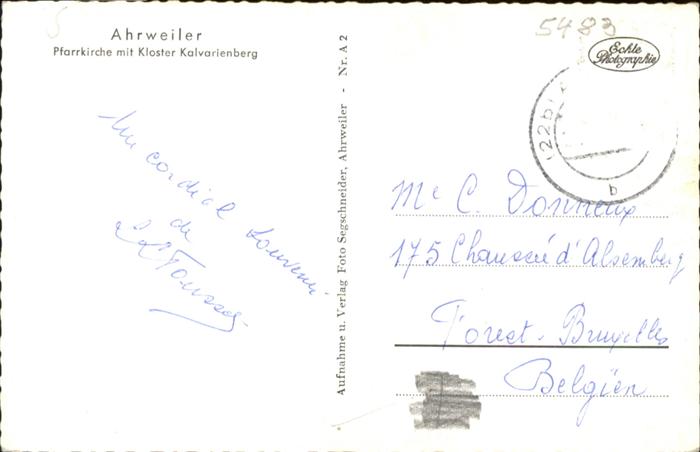 Ahrweiler
Pfarrkirche mit Kloster Kalvarienberg
5483
Echte
Photographie
(22b)
b
Un cordial souvenir
de
Aufnahme u. Verlag Foto Segschneider, Ahrweiler - Nr. A 2
Mr C. Donneux
175 Chaussée d'Alsemberg
Forest-Bruxelles
Belgien